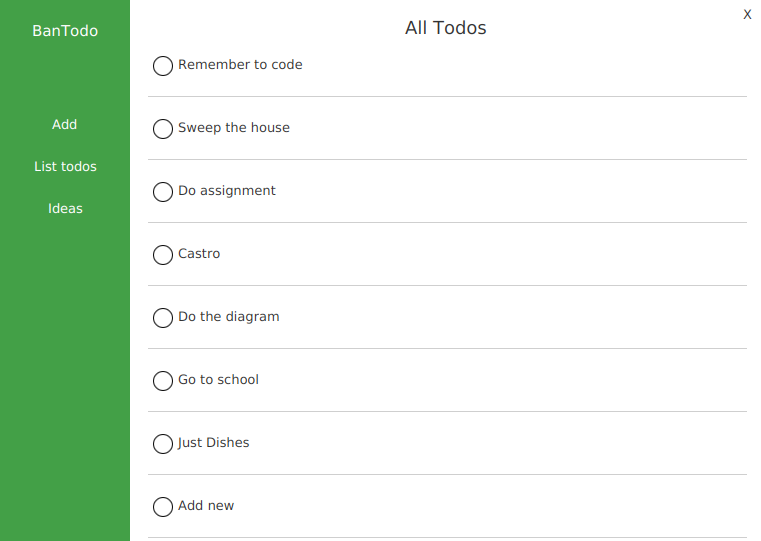 BanTodo
Add
List todos
Ideas
X
All Todos
Remember to code
Sweep the house
Do assignment
Castro
Do the diagram
Go to school
Just Dishes
Add new